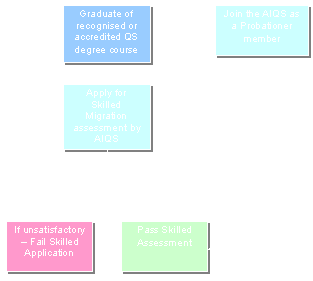 Graduate of
recognised or
accredited QS
degree course
Join the AIQS as
a Probationer
member
Apply for
Skilled
Migration
assessment by
AIQS
If unsatisfactory
– Fail Skilled
Application
Pass Skilled
Assessment